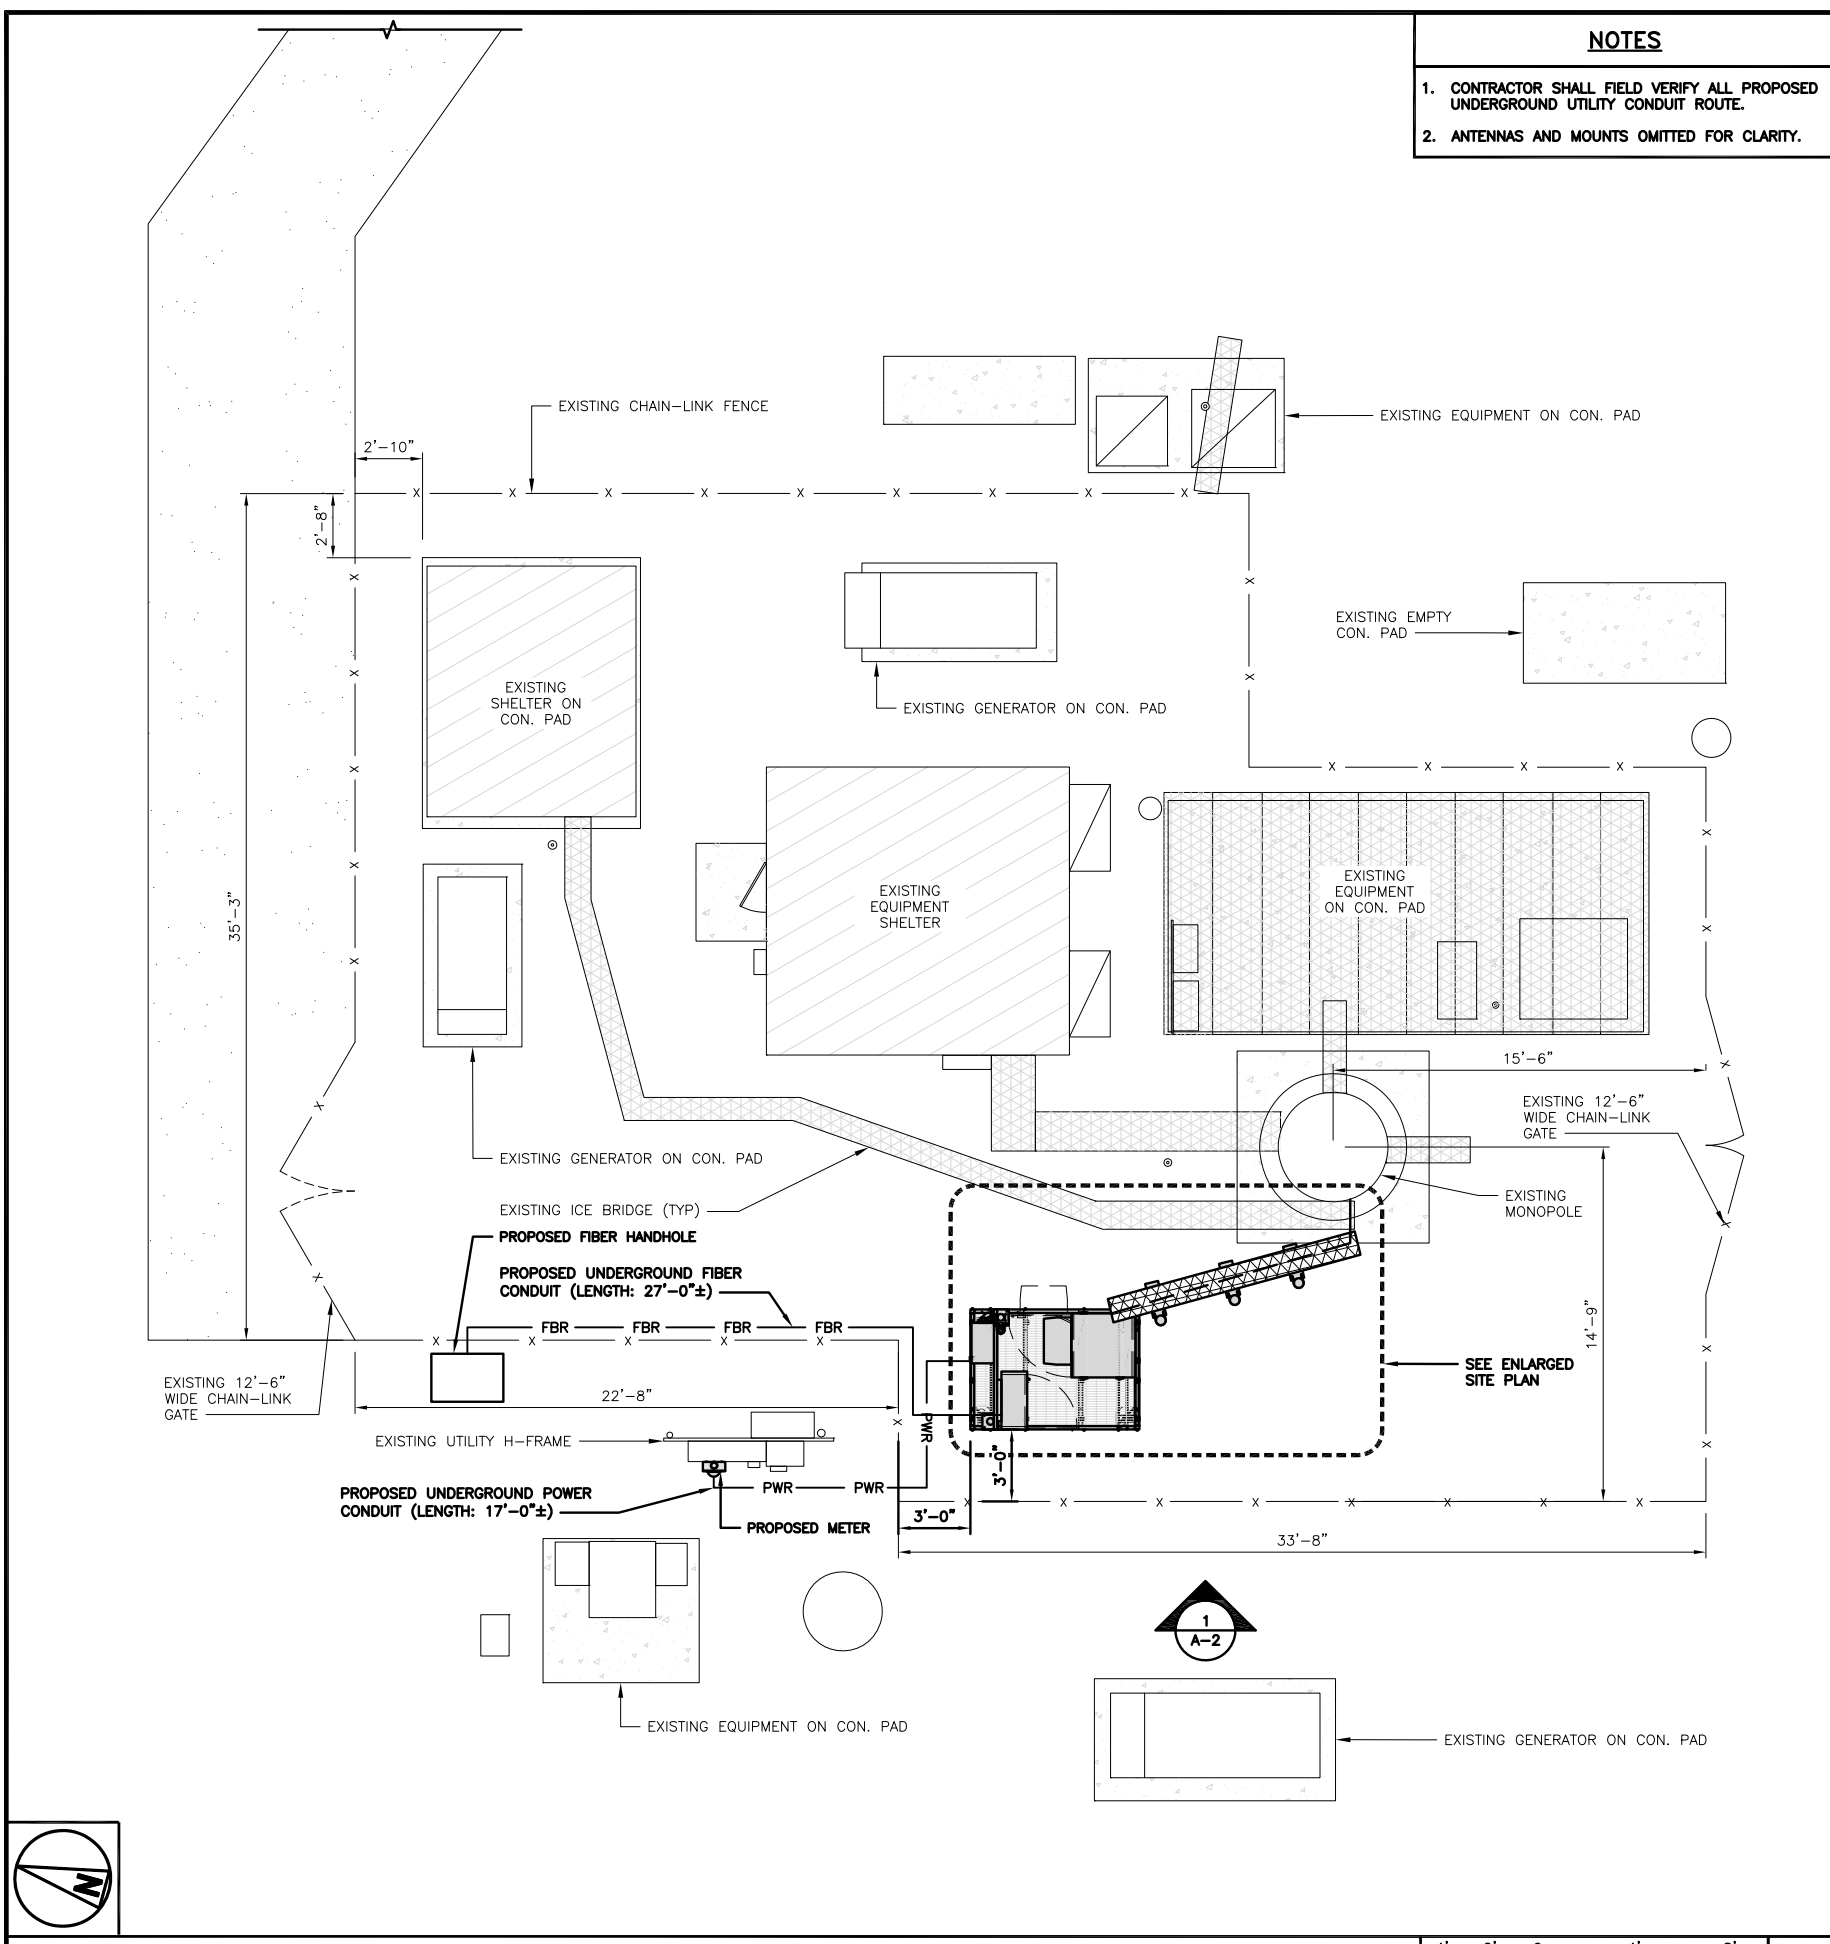 NOTES
1. CONTRACTOR SHALL FIELD VERIFY ALL PROPOSED
UNDERGROUND UTILITY CONDUIT ROUTE.
2. ANTENNAS AND MOUNTS OMITTED FOR CLARITY.
EXISTING CHAIN-LINK FENCE
EXISTING EQUIPMENT ON CON. PAD
2'-10"
2'-8"
35'-3"
EXISTING EMPTY
CON. PAD
EXISTING
SHELTER ON
CON. PAD
EXISTING GENERATOR ON CON. PAD
EXISTING
EQUIPMENT
SHELTER
EXISTING
EQUIPMENT
ON CON. PAD
15'-6"
EXISTING 12'-6"
WIDE CHAIN-LINK
GATE
EXISTING GENERATOR ON CON. PAD
EXISTING ICE BRIDGE (TYP)
EXISTING
MONOPOLE
PROPOSED FIBER HANDHOLE
PROPOSED UNDERGROUND FIBER
CONDUIT (LENGTH: 27'-0"±)
FBR FBR FBR FBR
14'-9"
SEE ENLARGED
SITE PLAN
EXISTING 12'-6"
WIDE CHAIN-LINK
GATE
22'-8"
PWR
EXISTING UTILITY H-FRAME
3'-0"
PWR PWR
PROPOSED UNDERGROUND POWER
CONDUIT (LENGTH: 17'-0"±)
PROPOSED METER
3'-0"
33'-8"
1
A-2
EXISTING EQUIPMENT ON CON. PAD
EXISTING GENERATOR ON CON. PAD
N